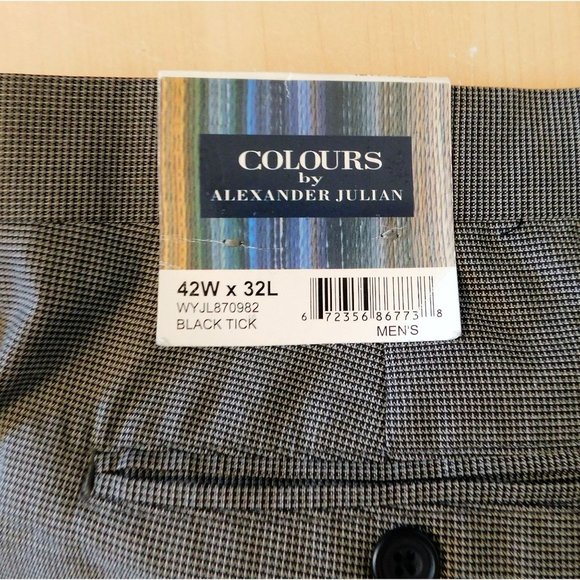 COLOURS
by
ALEXANDER JULIAN
42W x 32L
WYJL870982
BLACK TICK
6 72356 86773 8
MEN'S